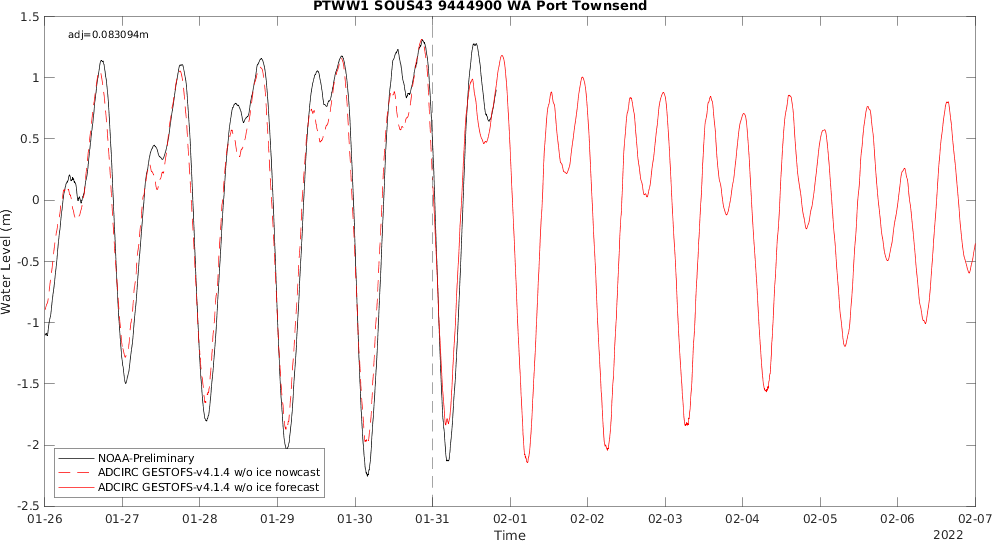 PTWW1 SOUS43 9444900 WA Port Townsend
adj=0.083094m
1.5
1
0.5
0
-0.5
-1
-1.5
-2
-2.5
Water Level (m)
NOAA-Preliminary
ADCIRC GESTOFS-v4.1.4 w/o ice nowcast
ADCIRC GESTOFS-v4.1.4 w/o ice forecast
01-26 01-27 01-28 01-29 01-30 01-31 02-01 02-02 02-03 02-04 02-05 02-06 02-07
Time
2022